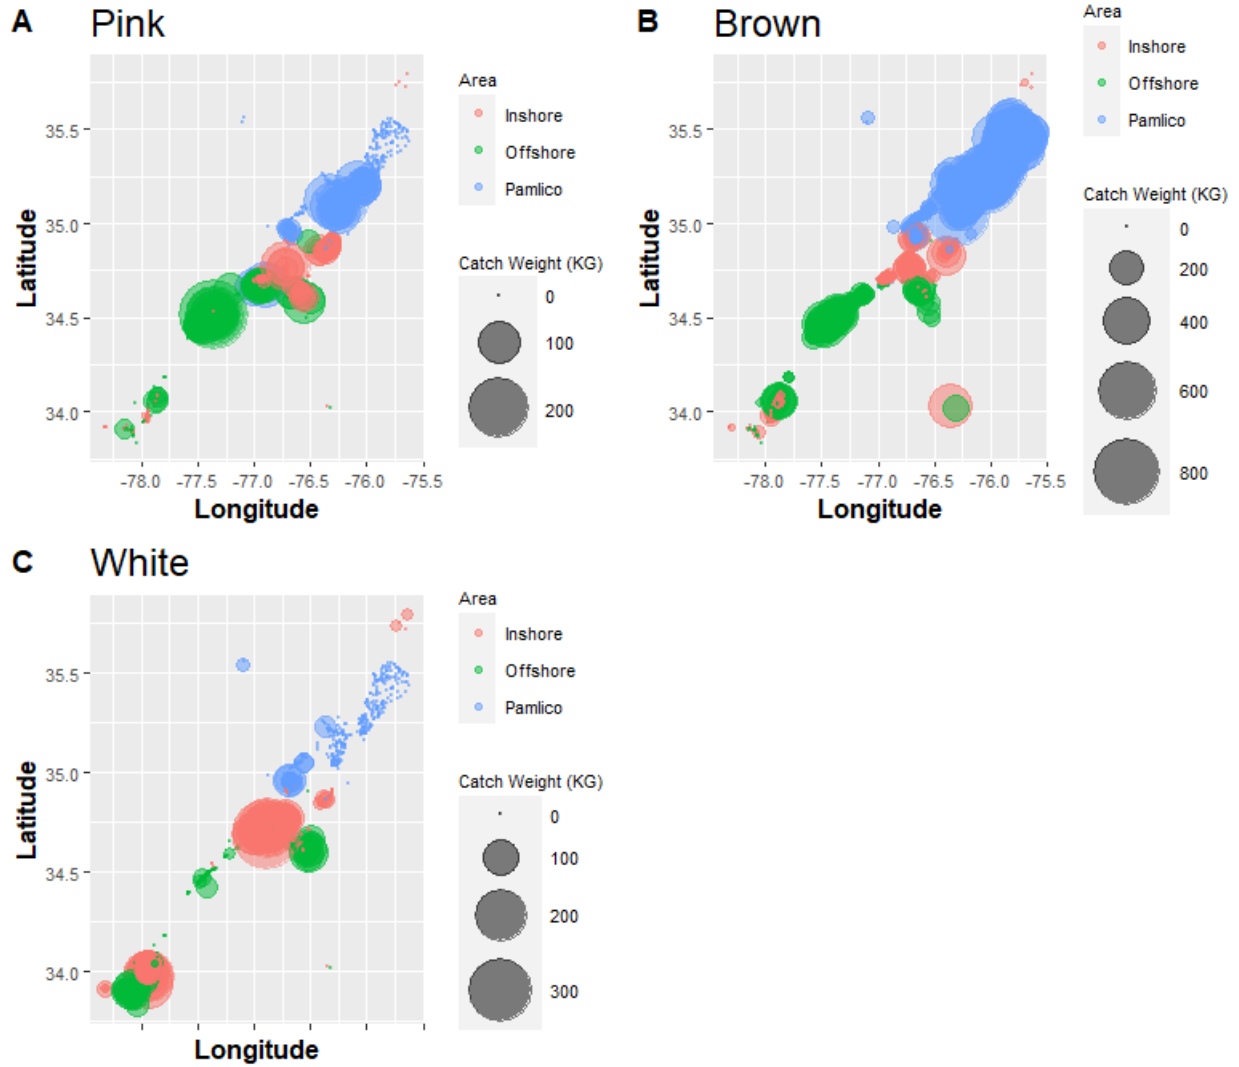 A Pink
35.5
35.0
34.5
34.0
Latitude
-78.0 -77.5 -77.0 -76.5 -76.0 -75.5
Longitude
Area
Inshore
Offshore
Pamlico
Catch Weight (KG)
0
100
200
B Brown
35.5
35.0
34.5
34.0
Latitude
-78.0 -77.5 -77.0 -76.5 -76.0 -75.5
Longitude
Area
Inshore
Offshore
Pamlico
Catch Weight (KG)
0
200
400
600
800
C White
35.5
35.0
34.5
34.0
Latitude
Longitude
Area
Inshore
Offshore
Pamlico
Catch Weight (KG)
0
100
200
300